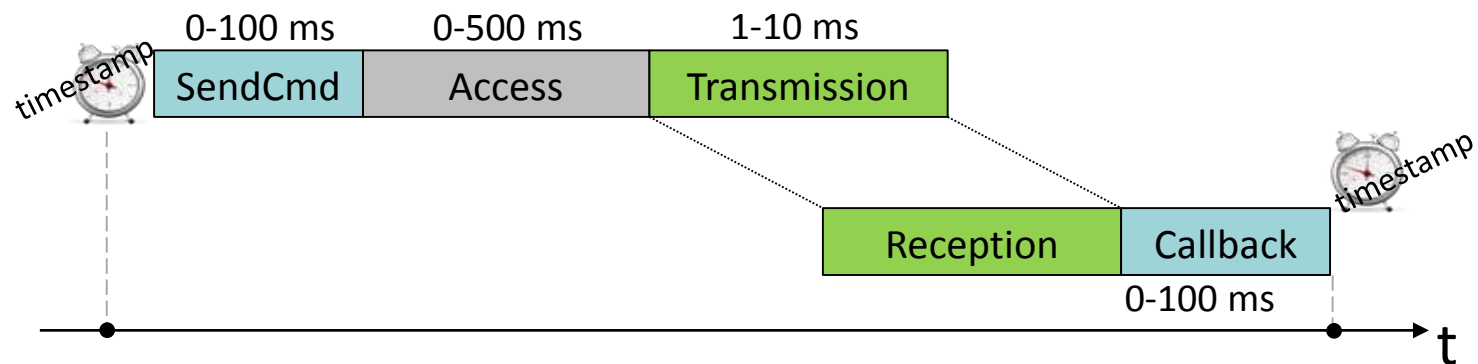 0-100 ms 0-500 ms 1-10 ms
timestamp SendCmd Access Transmission
timestamp
Reception Callback
0-100 ms
t